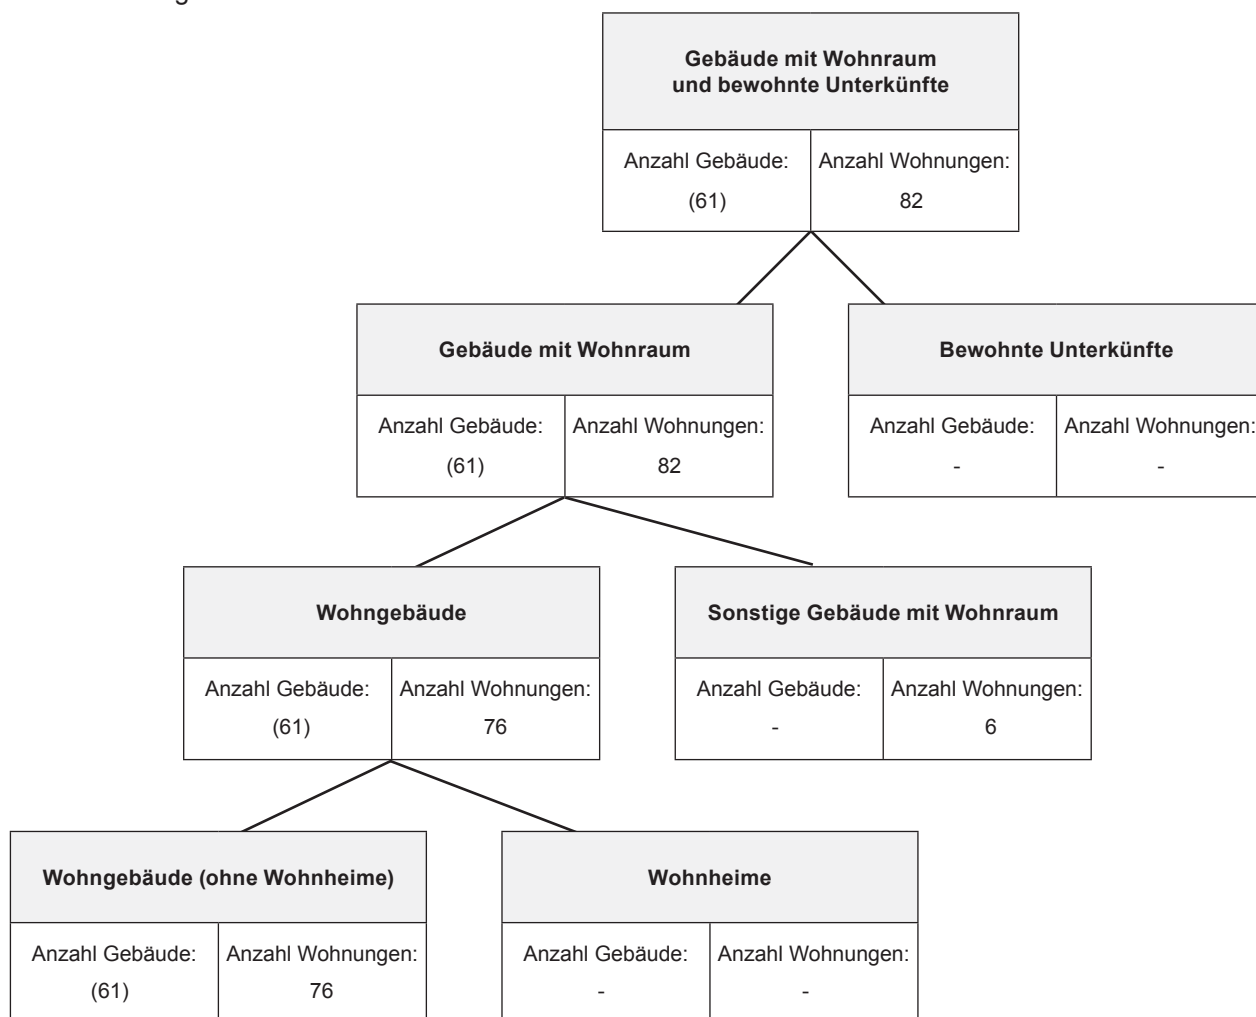 Gebäude mit Wohnraum
und bewohnte Unterkünfte
Anzahl Gebäude: Anzahl Wohnungen:
(61) 82
Gebäude mit Wohnraum Bewohnte Unterkünfte
Anzahl Gebäude: Anzahl Wohnungen: Anzahl Gebäude: Anzahl Wohnungen:
(61) 82 - -
Wohngebäude Sonstige Gebäude mit Wohnraum
Anzahl Gebäude: Anzahl Wohnungen: Anzahl Gebäude: Anzahl Wohnungen:
(61) 76 - 6
Wohngebäude (ohne Wohnheime) Wohnheime
Anzahl Gebäude: Anzahl Wohnungen: Anzahl Gebäude: Anzahl Wohnungen:
(61) 76 - -